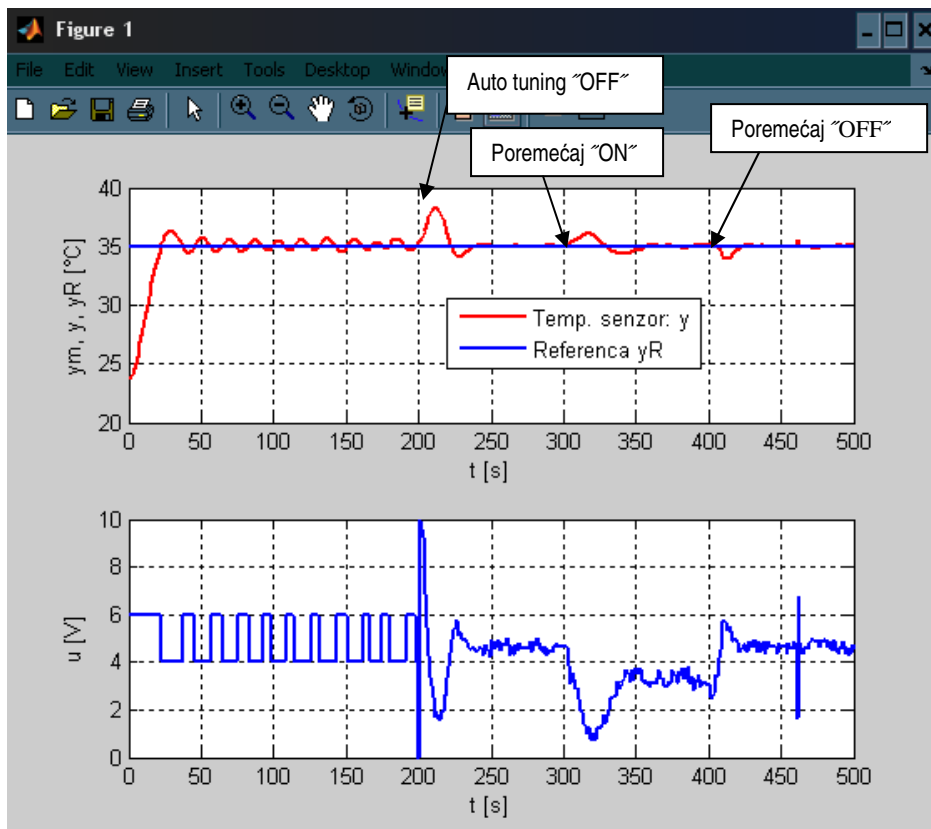 Figure 1
File Edit View Insert Tools Desktop Window
Auto tuning ˝OFF˝
Poremećaj ˝ON˝
Poremećaj ˝OFF˝
40
35
30
25
20
ym, y, yR [°C]
Temp. senzor: y
Referenca yR
0 50 100 150 200 250 300 350 400 450 500
t [s]
10
8
6
4
2
0
u [V]
0 50 100 150 200 250 300 350 400 450 500
t [s]